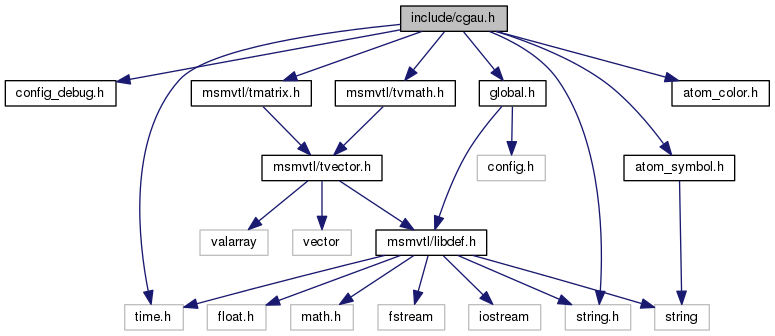 include/cgau.h
config_debug.h
msmvtl/tmatrix.h
msmvtl/tvmath.h
global.h
atom_color.h
msmvtl/tvector.h
config.h
atom_symbol.h
valarray
vector
msmvtl/libdef.h
time.h
float.h
math.h
fstream
iostream
string.h
string